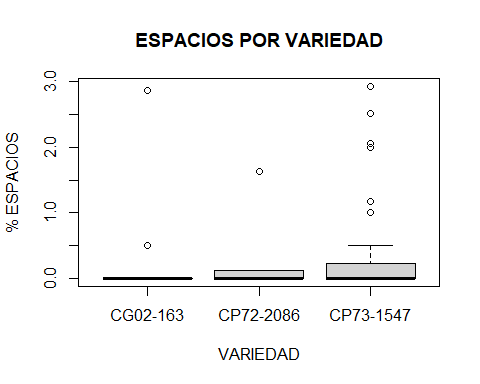 ESPACIOS POR VARIEDAD
% ESPACIOS
3.0
2.0
1.0
0.0
CG02-163 CP72-2086 CP73-1547
VARIEDAD